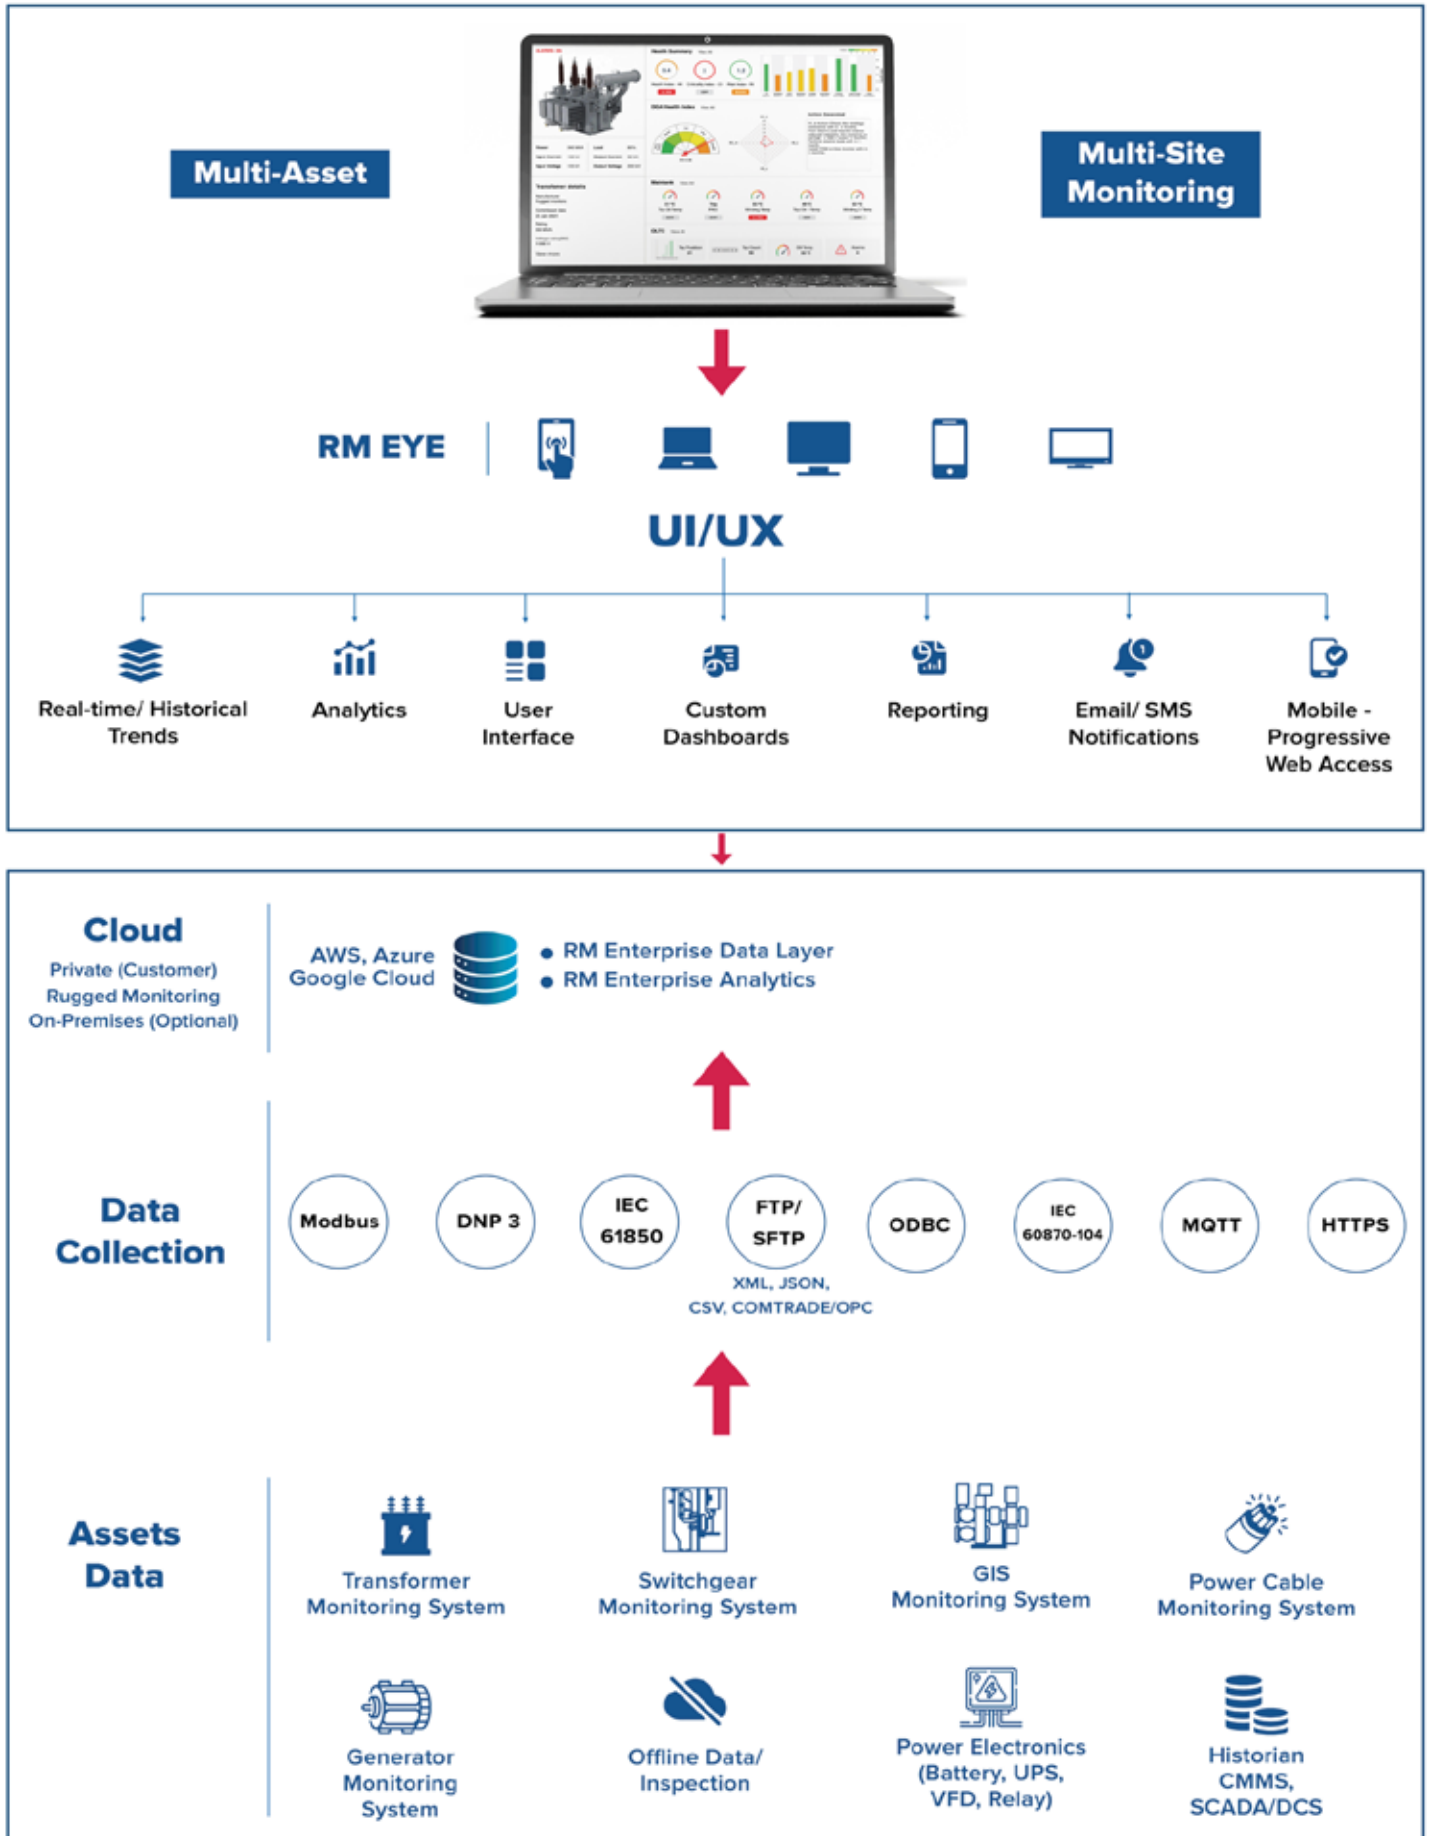 Multi-Asset
Multi-Site
Monitoring
Health Summary
Transformer details
RM EYE
UI/UX
Real-time/ Historical
Trends
Analytics
User
Interface
Custom
Dashboards
Reporting
1
Email/ SMS
Notifications
Mobile -
Progressive
Web Access
Cloud
Private (Customer)
Rugged Monitoring
On-Premises (Optional)
AWS, Azure
Google Cloud
• RM Enterprise Data Layer
• RM Enterprise Analytics
Data
Collection
Modbus
DNP 3
IEC
61850
FTP/
SFTP
XML, JSON,
CSV, COMTRADE/OPC
ODBC
IEC
60870-104
MQTT
HTTPS
Assets
Data
Transformer
Monitoring System
Switchgear
Monitoring System
GIS
Monitoring System
Power Cable
Monitoring System
Generator
Monitoring
System
Offline Data/
Inspection
Power Electronics
(Battery, UPS,
VFD, Relay)
Historian
CMMS,
SCADA/DCS